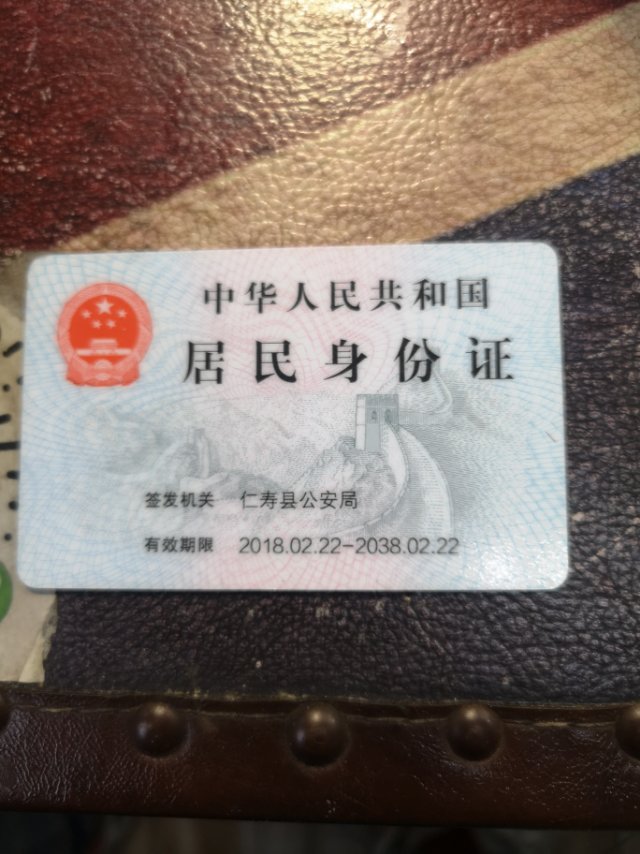 中华人民共和国
居民身份证
签发机关 仁寿县公安局
有效期限 2018.02.22-2038.02.22